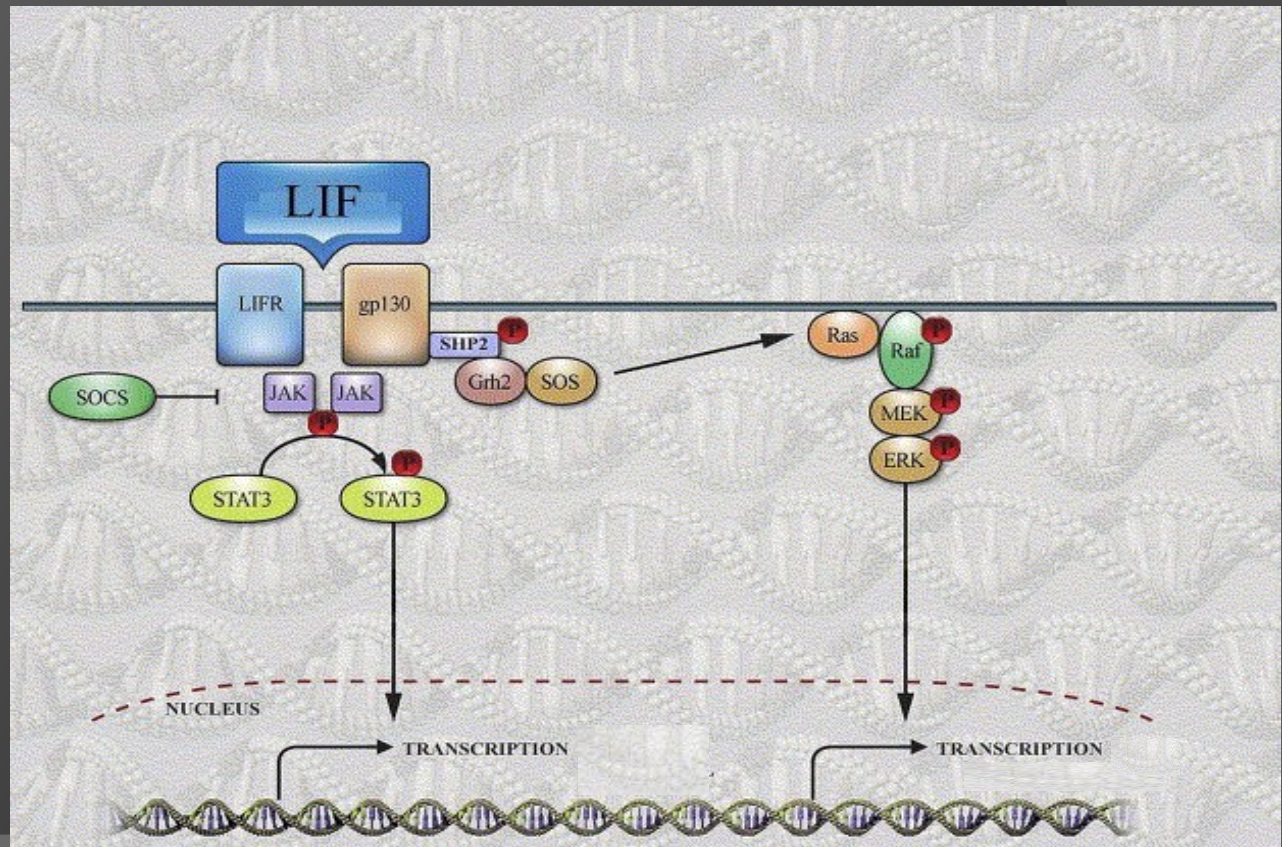 LIF
LIFR
gp130
SHP2
P
Grh2
SOS
SOCS
JAK
JAK
P
STAT3
P
STAT3
Ras
Raf
P
MEK
P
ERK
P
NUCLEUS
TRANSCRIPTION
TRANSCRIPTION